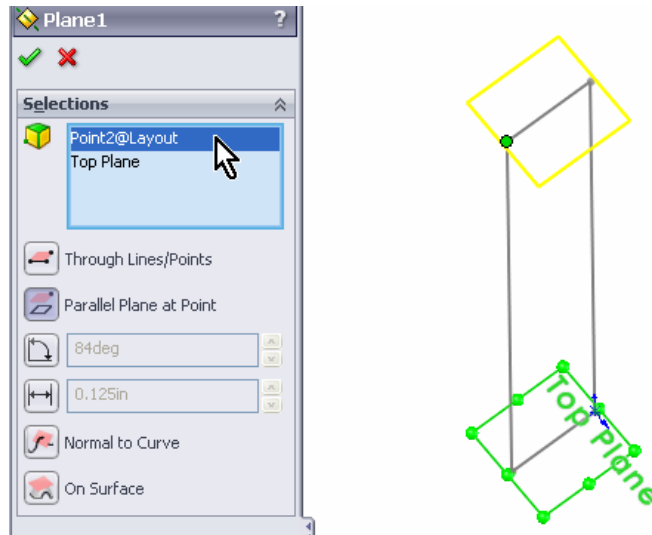 Plane1 ?
Selections
Point2@Layout
Top Plane
Through Lines/Points
Parallel Plane at Point
84deg
0.125in
Normal to Curve
On Surface
Top Plane